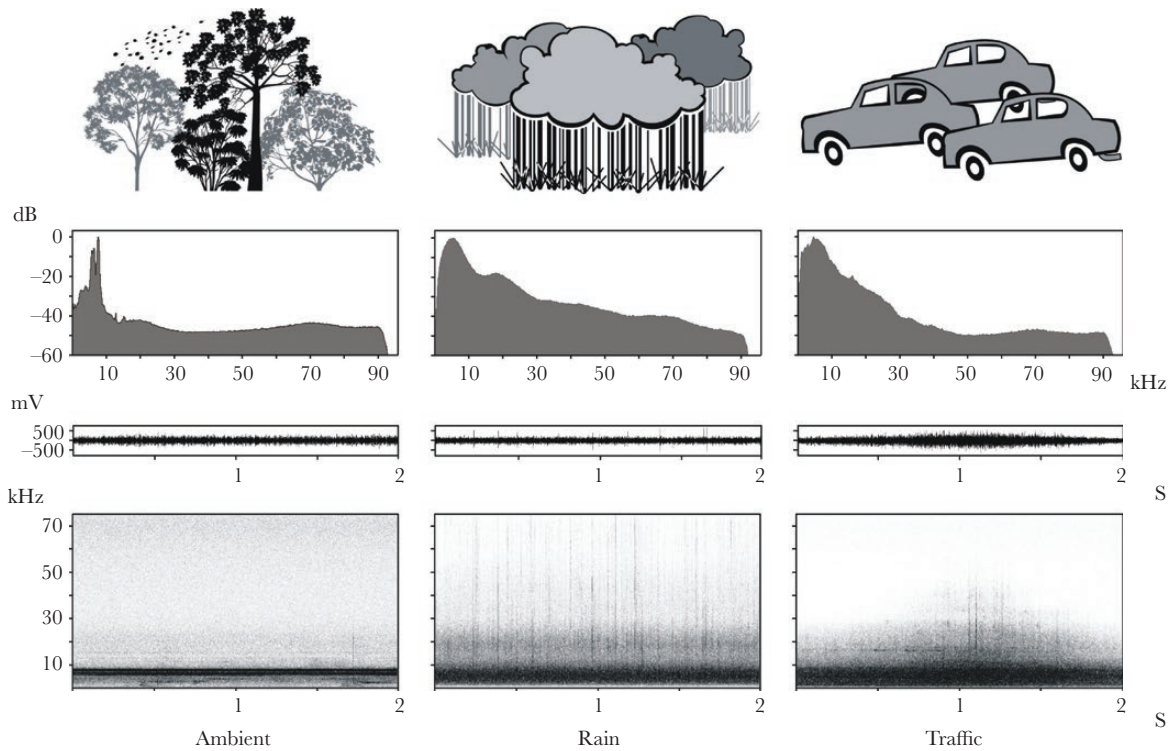 dB
0
–20
–40
–60
10 30 50 70 90 10 30 50 70 90 10 30 50 70 90
kHz
mV
500
–500
1 2 1 2 1 2
S
kHz
70
50
30
10
1 2 1 2 1 2
S
Ambient Rain Traffic